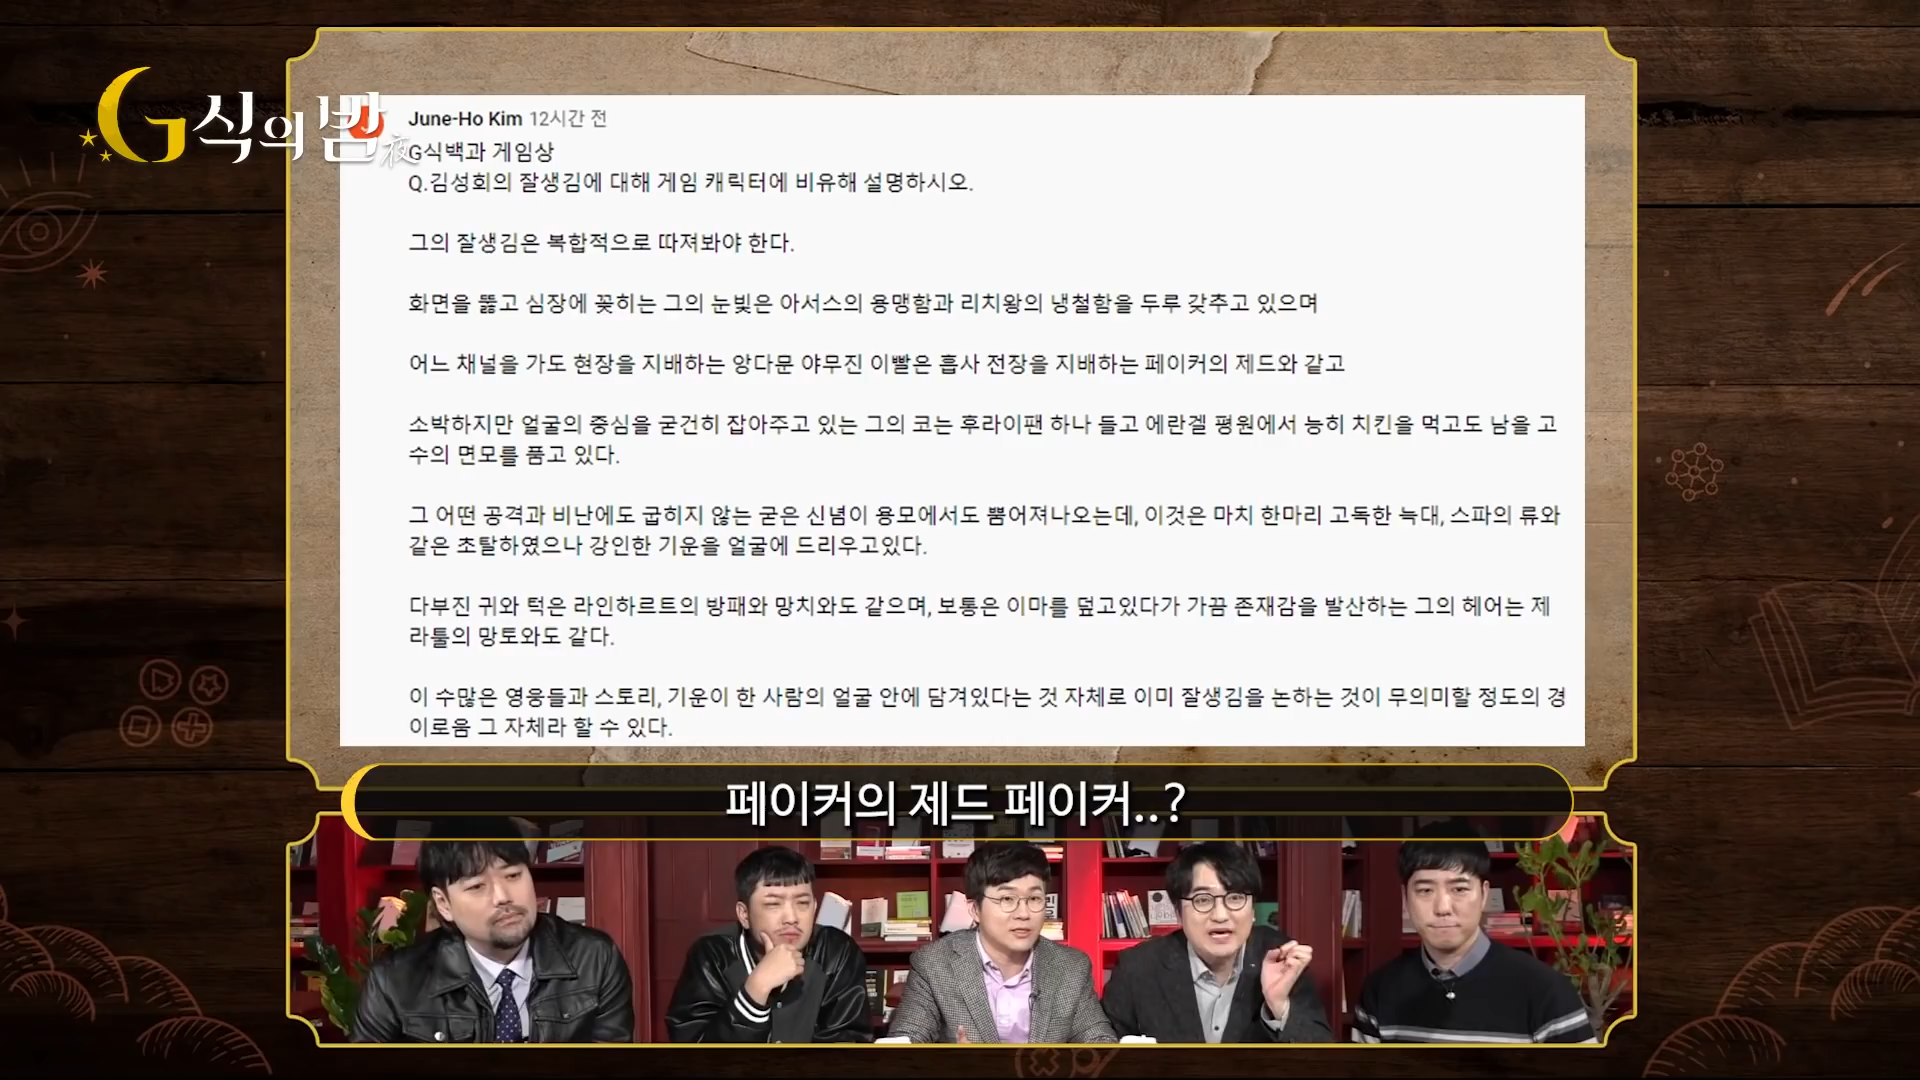 G식의 밤 夜
June-Ho Kim 12시간 전
G식백과 게임상
Q.김성회의 잘생김에 대해 게임 캐릭터에 비유해 설명하시오.
그의 잘생김은 복합적으로 따져봐야 한다.
화면을 뚫고 심장에 꽂히는 그의 눈빛은 아서스의 용맹함과 리치왕의 냉철함을 두루 갖추고 있으며
어느 채널을 가도 현장을 지배하는 앙다문 야무진 이빨은 흡사 전장을 지배하는 페이커의 제드와 같고
소박하지만 얼굴의 중심을 굳건히 잡아주고 있는 그의 코는 후라이팬 하나 들고 에란겔 평원에서 능히 치킨을 먹고도 남을 고
수의 면모를 품고 있다.
그 어떤 공격과 비난에도 굽히지 않는 굳은 신념이 용모에서도 뿜어져나오는데, 이것은 마치 한마리 고독한 늑대, 스파의 류와
같은 초탈하였으나 강인한 기운을 얼굴에 드리우고있다.
다부진 귀와 턱은 라인하르트의 방패와 망치와도 같으며, 보통은 이마를 덮고있다가 가끔 존재감을 발산하는 그의 헤어는 제
라툴의 망토와도 같다.
이 수많은 영웅들과 스토리, 기운이 한 사람의 얼굴 안에 담겨있다는 것 자체로 이미 잘생김을 논하는 것이 무의미할 정도의 경
이로움 그 자체라 할 수 있다.
페이커의 제드 페이커..?